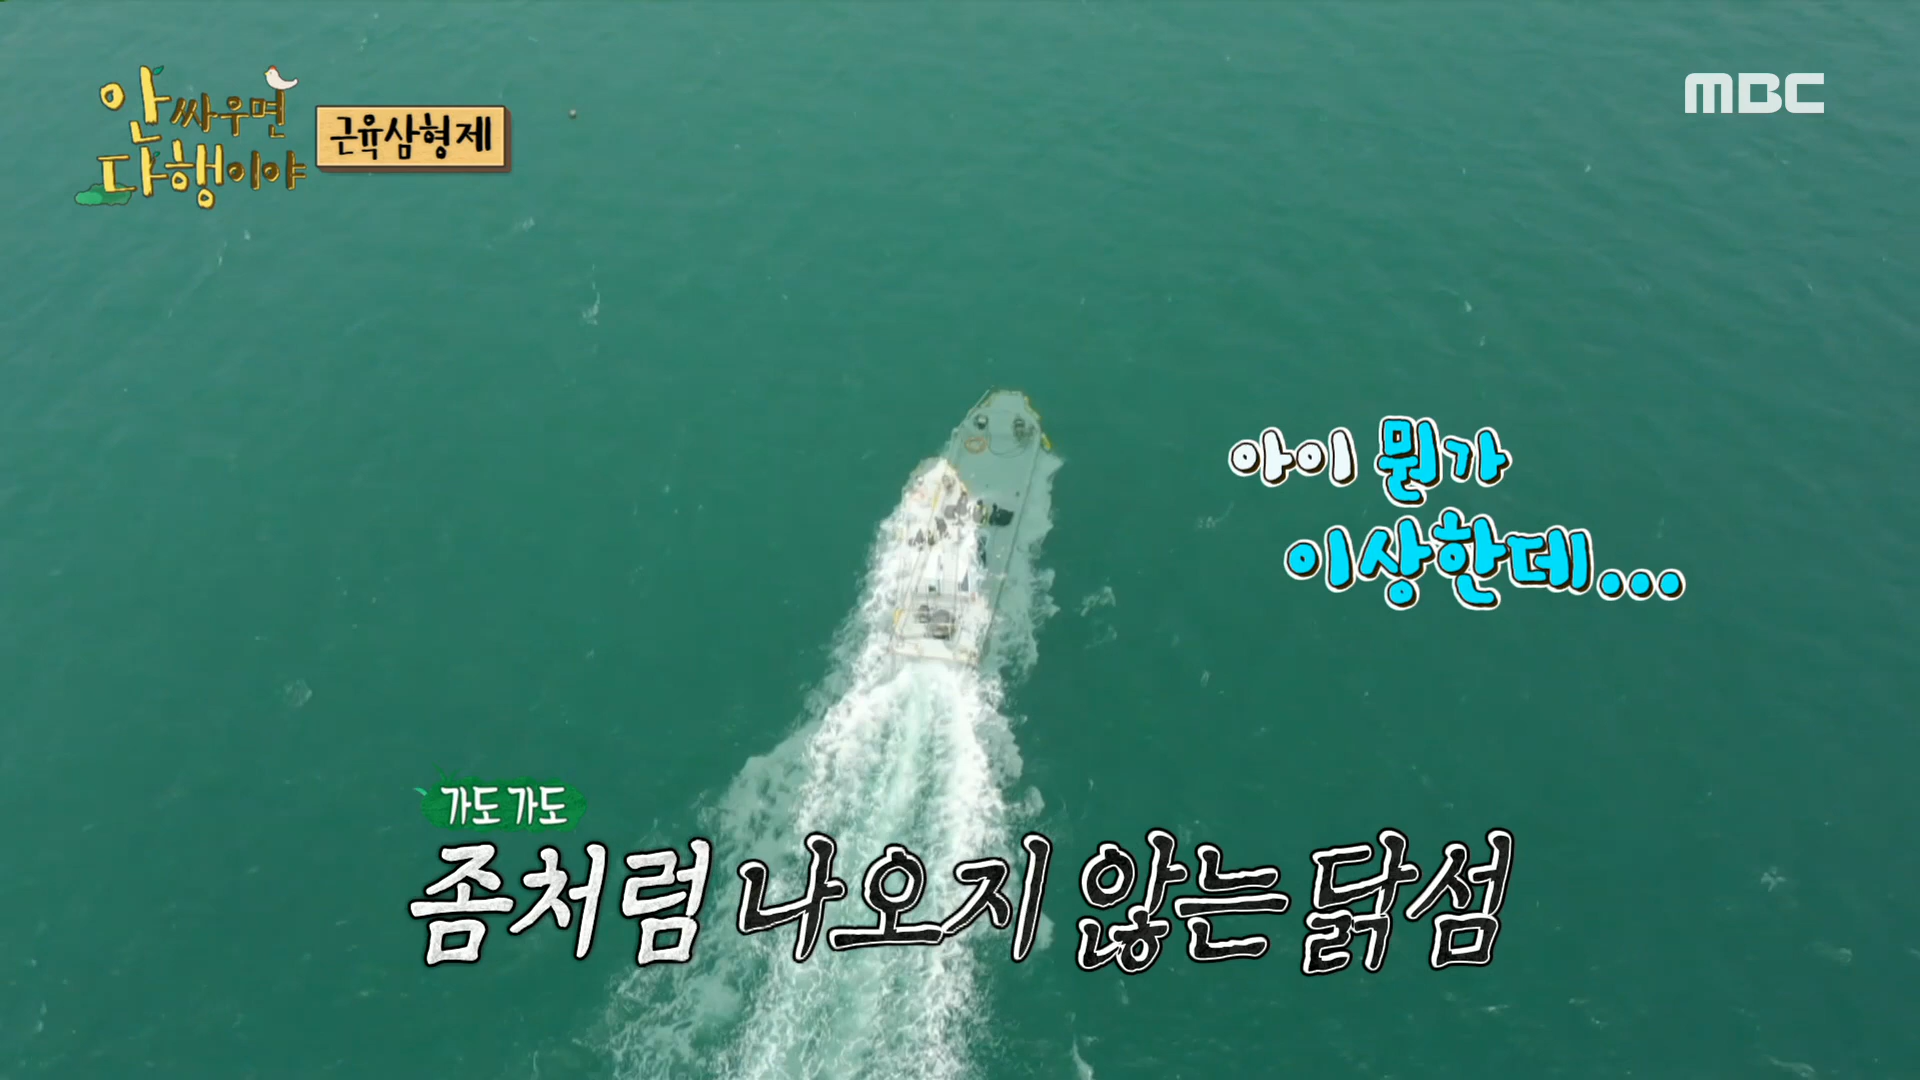 안싸우면
다행이야
근육삼형제
MBC
아이 뭔가
이상한데...
가도 가도
좀처럼 나오지 않는 닭섬